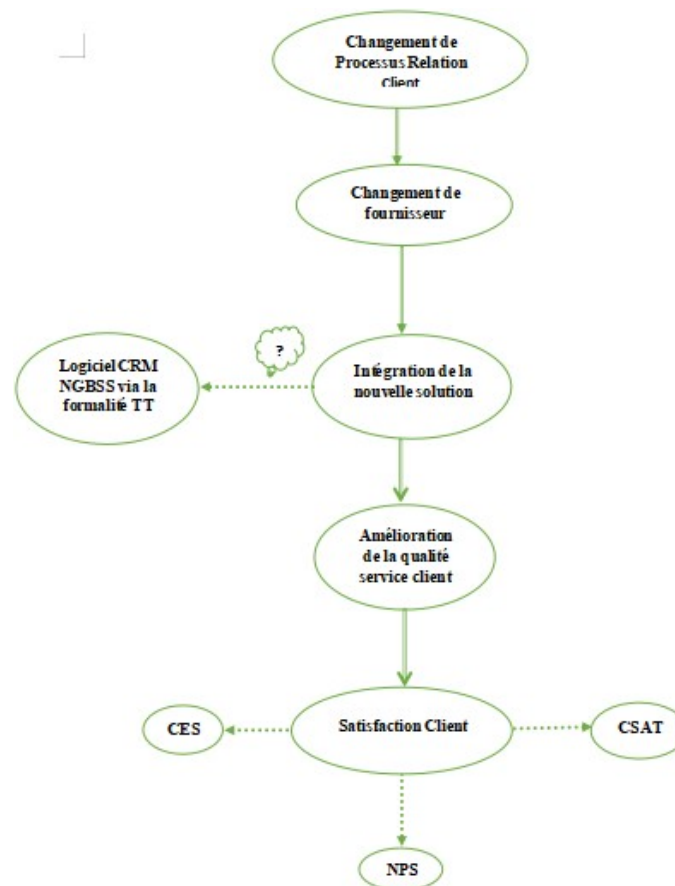 Changement de
Processus Relation
Client
Changement de
fournisseur
?
Logiciel CRM
NGBSS via la
formalité TT
Intégration de la
nouvelle solution
Amélioration
de la qualité
service client
Satisfaction Client
CES
CSAT
NPS